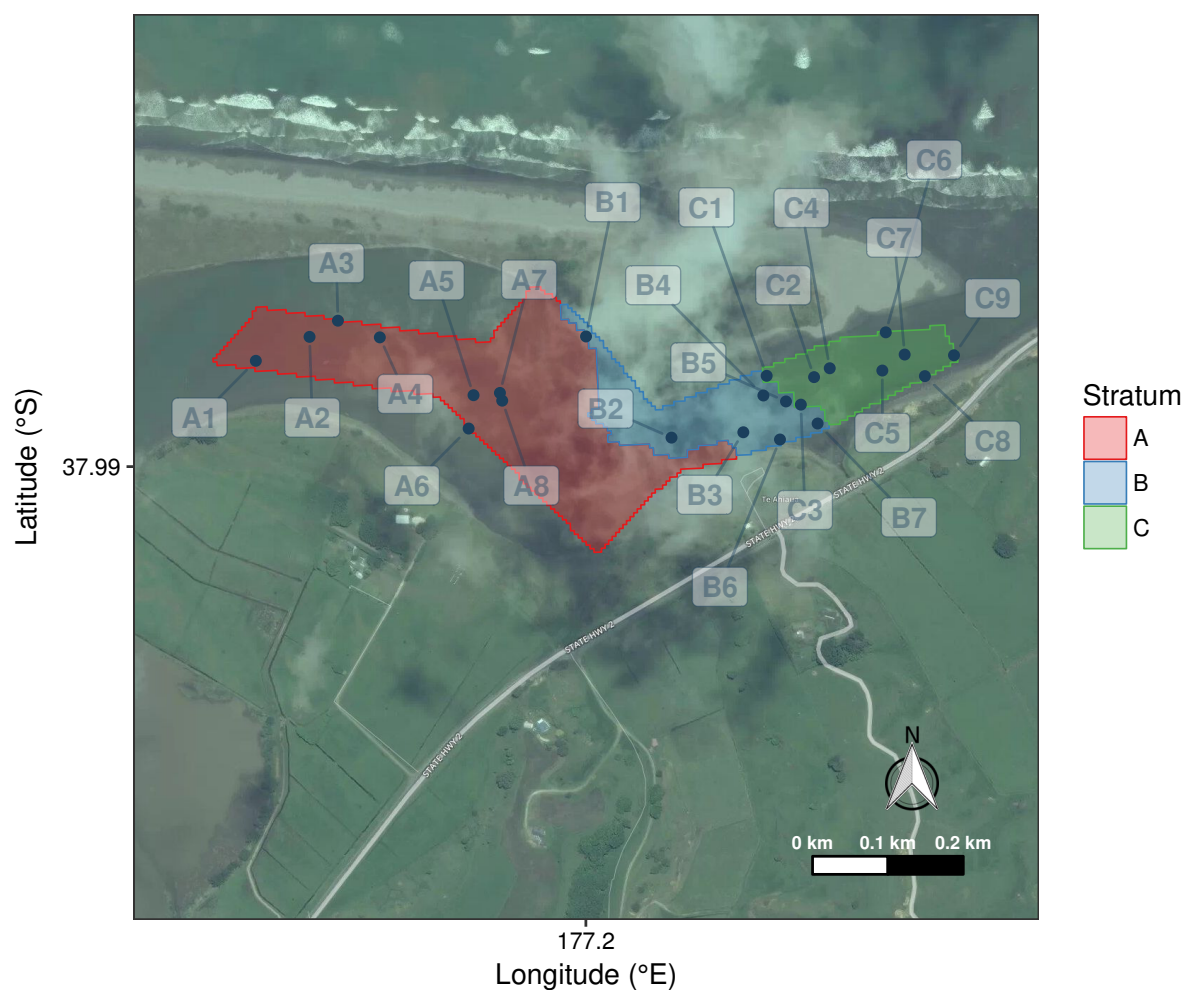 C6
B1
C1
C4
C7
A3
A5
A7
B4
C2
C9
B5
A4
A1
A2
B2
C5
C8
Latitude (°S)
37.99
A6
A8
B3
Te Ahiaua
STATE HWY 2
C3
B7
STATE HWY 2
B6
STATE HWY 2
STATE HWY 2
N
0 km 0.1 km 0.2 km
177.2
Longitude (°E)
Stratum
A
B
C